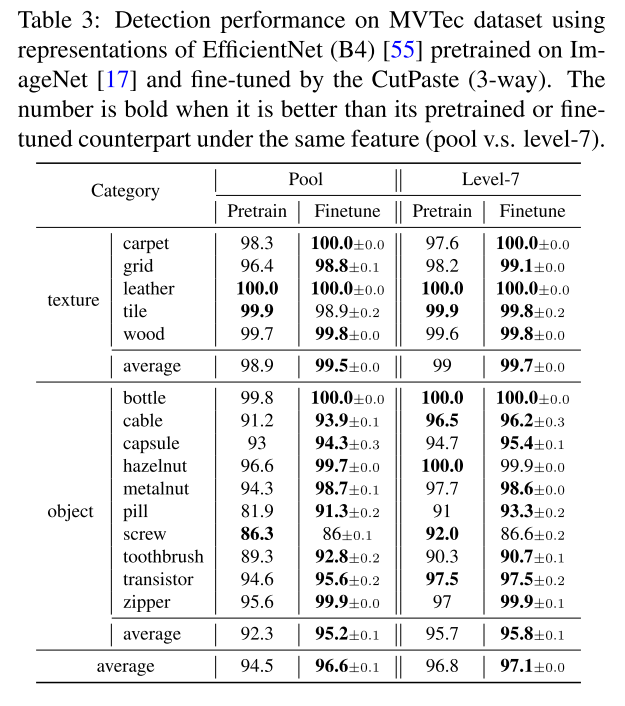 Table 3: Detection performance on MVTec dataset using
representations of EfficientNet (B4) [55] pretrained on Im-
ageNet [17] and fine-tuned by the CutPaste (3-way). The
number is bold when it is better than its pretrained or fine-
tuned counterpart under the same feature (pool v.s. level-7).
Category Pool Level-7
Pretrain Finetune Pretrain Finetune
texture
carpet 98.3 100.0±0.0 97.6 100.0±0.0
grid 96.4 98.8±0.1 98.2 99.1±0.0
leather 100.0 100.0±0.0 100.0 100.0±0.0
tile 99.9 98.9±0.2 99.9 99.8±0.2
wood 99.7 99.8±0.0 99.6 99.8±0.0
average 98.9 99.5±0.0 99 99.7±0.0
object
bottle 99.8 100.0±0.0 100.0 100.0±0.0
cable 91.2 93.9±0.1 96.5 96.2±0.3
capsule 93 94.3±0.3 94.7 95.4±0.1
hazelnut 96.6 99.7±0.0 100.0 99.9±0.0
metalnut 94.3 98.7±0.1 97.7 98.6±0.0
pill 81.9 91.3±0.2 91 93.3±0.2
screw 86.3 86±0.1 92.0 86.6±0.2
toothbrush 89.3 92.8±0.2 90.3 90.7±0.1
transistor 94.6 95.6±0.2 97.5 97.5±0.2
zipper 95.6 99.9±0.0 97 99.9±0.1
average 92.3 95.2±0.1 95.7 95.8±0.1
average 94.5 96.6±0.1 96.8 97.1±0.0